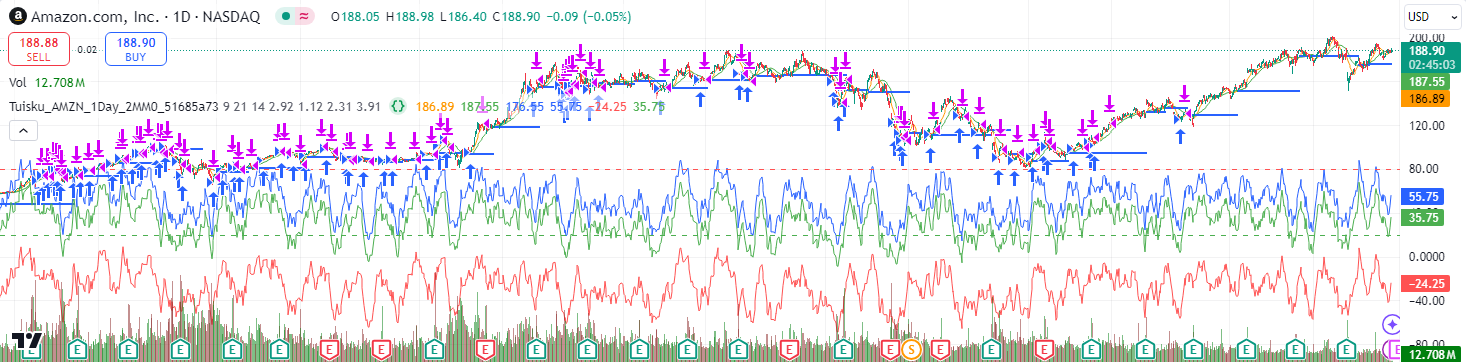 a Amazon.com, Inc. · 1D · NASDAQ O188.05 H188.98 L186.40 C188.90 −0.09 (−0.05%)
USD
188.88 SELL 0.02 188.90 BUY
Vol 12.708M
Tuisku_AMZN_1Day_2MM0_51685a73 9 21 14 2.92 1.12 2.31 3.91 {} 186.89 187.55 176.55 55.75 −24.25 35.75
200.00
188.90
02:45:03
187.55
186.89
120.00
80.00
55.75
35.75
0.0000
−24.25
−40.00
−80.00
12.708M
E E E E E E E E E E E E E E E E E S E E E E E E E E E